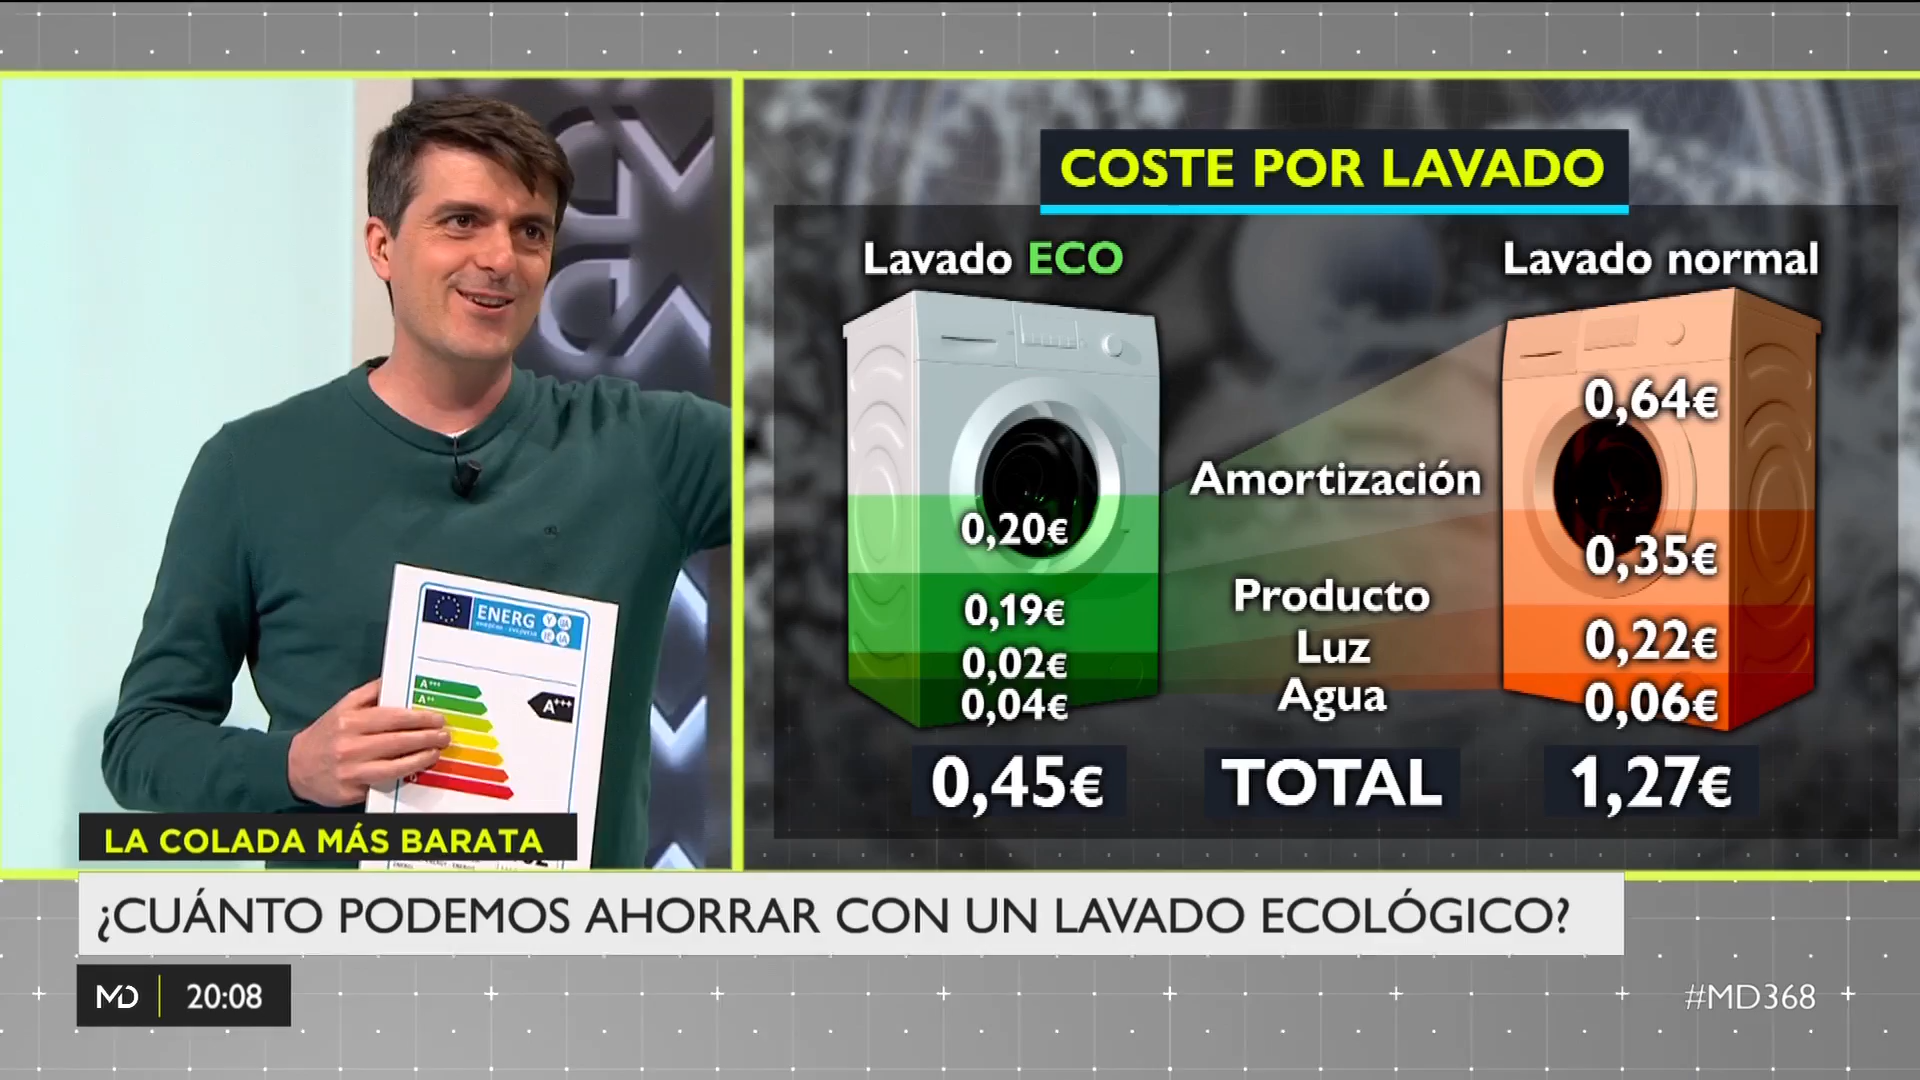 COSTE POR LAVADO
Lavado ECO
Lavado normal
0,64€
Amortización
0,20€
0,35€
Producto
0,19€
0,22€
Luz
0,02€
Agua
0,04€
0,06€
0,45€
TOTAL
1,27€
ENERG
A+++
A++
A+++
LA COLADA MÁS BARATA
¿CUÁNTO PODEMOS AHORRAR CON UN LAVADO ECOLÓGICO?
MD
20:08
#MD368